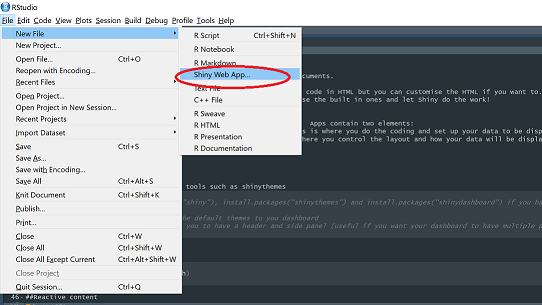 RStudio
File Edit Code View Plots Session Build Debug Profile Tools Help
New File
New Project...
Open File... Ctrl+O
Reopen with Encoding...
Recent Files
Open Project...
Open Project in New Session...
Recent Projects
Import Dataset
Save Ctrl+S
Save As...
Save with Encoding...
Save All Ctrl+Alt+S
Knit Document Ctrl+Shift+K
Publish...
Print...
Close Ctrl+W
Close All Ctrl+Shift+W
Close All Except Current Ctrl+Alt+Shift+W
Close Project
Quit Session... Ctrl+Q
R Script Ctrl+Shift+N
R Notebook
R Markdown...
Shiny Web App...
Text File
C++ File
R Sweave
R HTML
R Presentation
R Documentation
cuments.
code in HTML but you can customise the HTML if you want to.
se the built in ones and let Shiny do the work!
Apps contain two elements:
s is where you do the coding and set up your data to be disp
here you control the layout and how your data will be displa
tools such as shinythemes
"shiny"), install.packages("shinythemes") and install.packages("shinydashboard") if you ha
he default themes to you dashboard
you to have a header and side panel (useful if you want your dashboard to have multiple p
h)
46 ##Reactive content